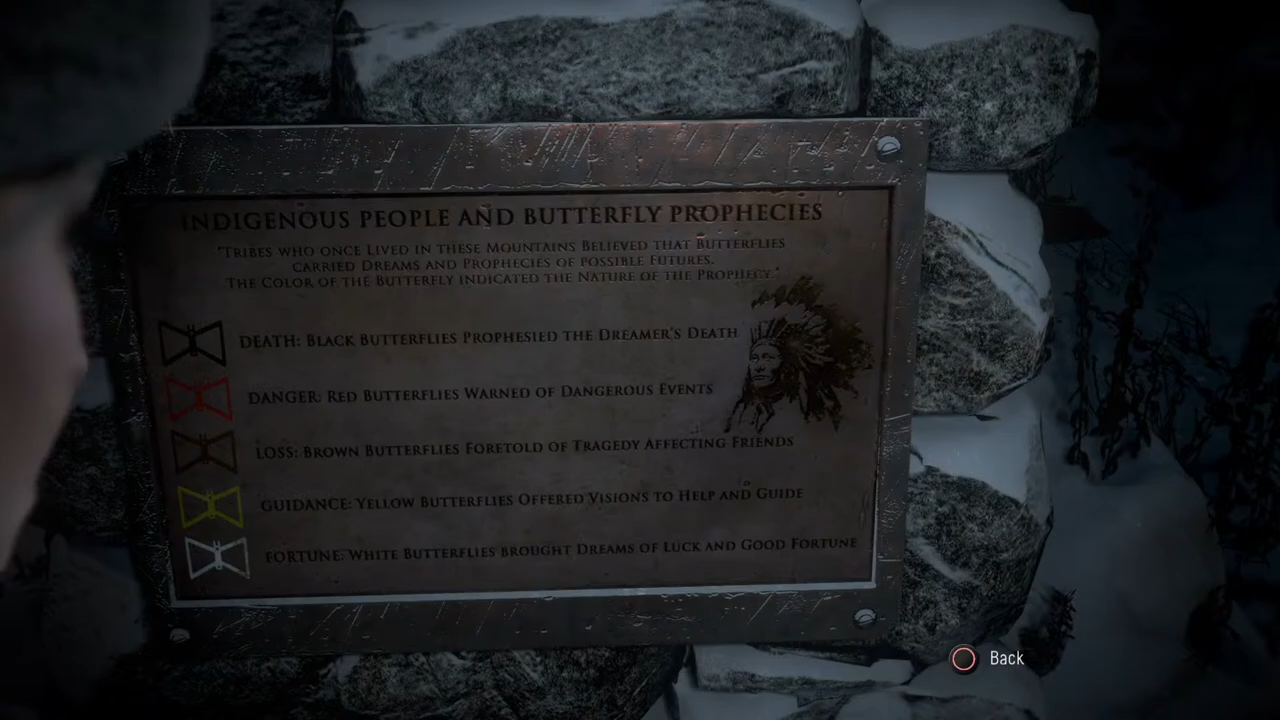 INDIGENOUS PEOPLE AND BUTTERFLY PROPHECIES
"TRIBES WHO ONCE LIVED IN THESE MOUNTAINS BELIEVED THAT BUTTERFLIES
CARRIED DREAMS AND PROPHECIES OF POSSIBLE FUTURES.
THE COLOR OF THE BUTTERFLY INDICATED THE NATURE OF THE PROPHECY."
DEATH: BLACK BUTTERFLIES PROPHESIED THE DREAMER'S DEATH
DANGER: RED BUTTERFLIES WARNED OF DANGEROUS EVENTS
LOSS: BROWN BUTTERFLIES FORETOLD OF TRAGEDY AFFECTING FRIENDS
GUIDANCE: YELLOW BUTTERFLIES OFFERED VISIONS TO HELP AND GUIDE
FORTUNE: WHITE BUTTERFLIES BROUGHT DREAMS OF LUCK AND GOOD FORTUNE
Back